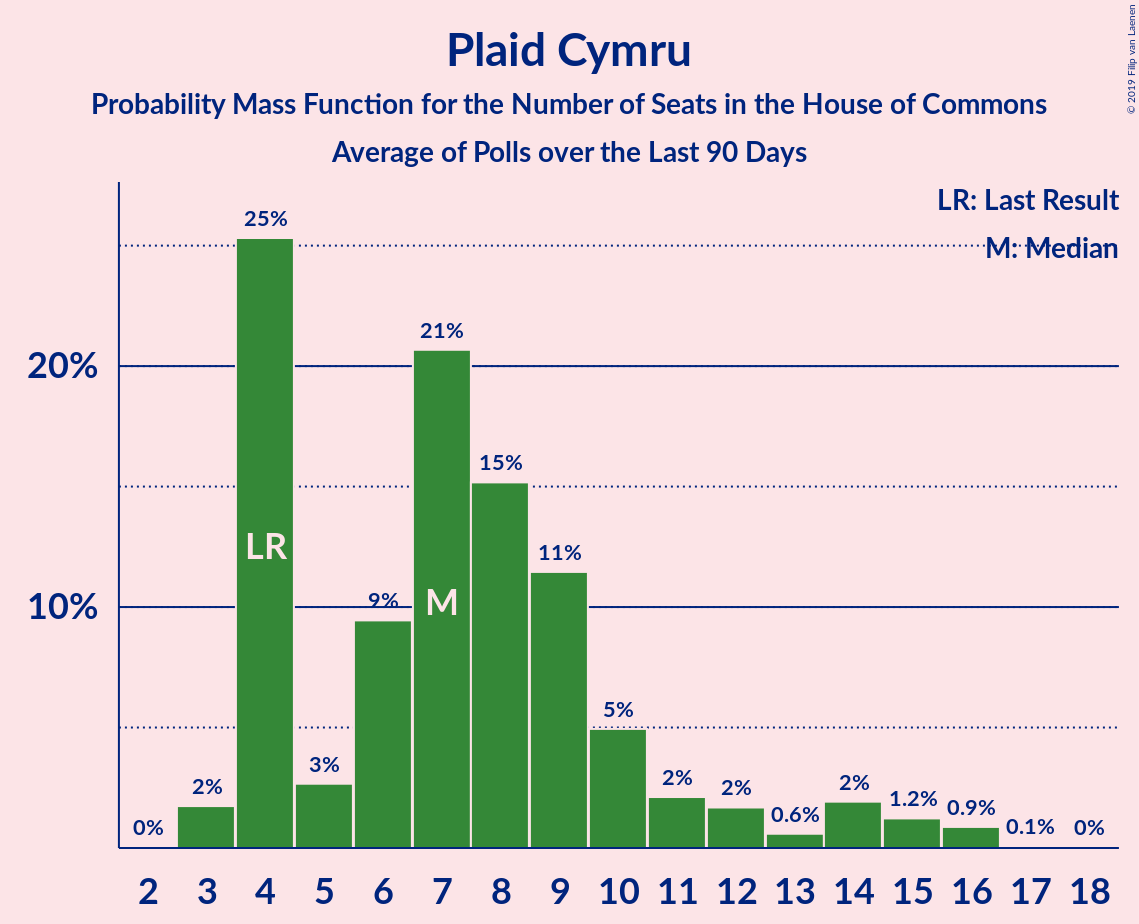 Plaid Cymru
Probability Mass Function for the Number of Seats in the House of Commons
Average of Polls over the Last 90 Days
© 2019 Filip van Laenen
LR: Last Result
M: Median
20%
10%
0%
2%
25%
3%
9%
21%
15%
11%
5%
2%
2%
0.6%
2%
1.2%
0.9%
0.1%
0%
LR
M
2 3 4 5 6 7 8 9 10 11 12 13 14 15 16 17 18